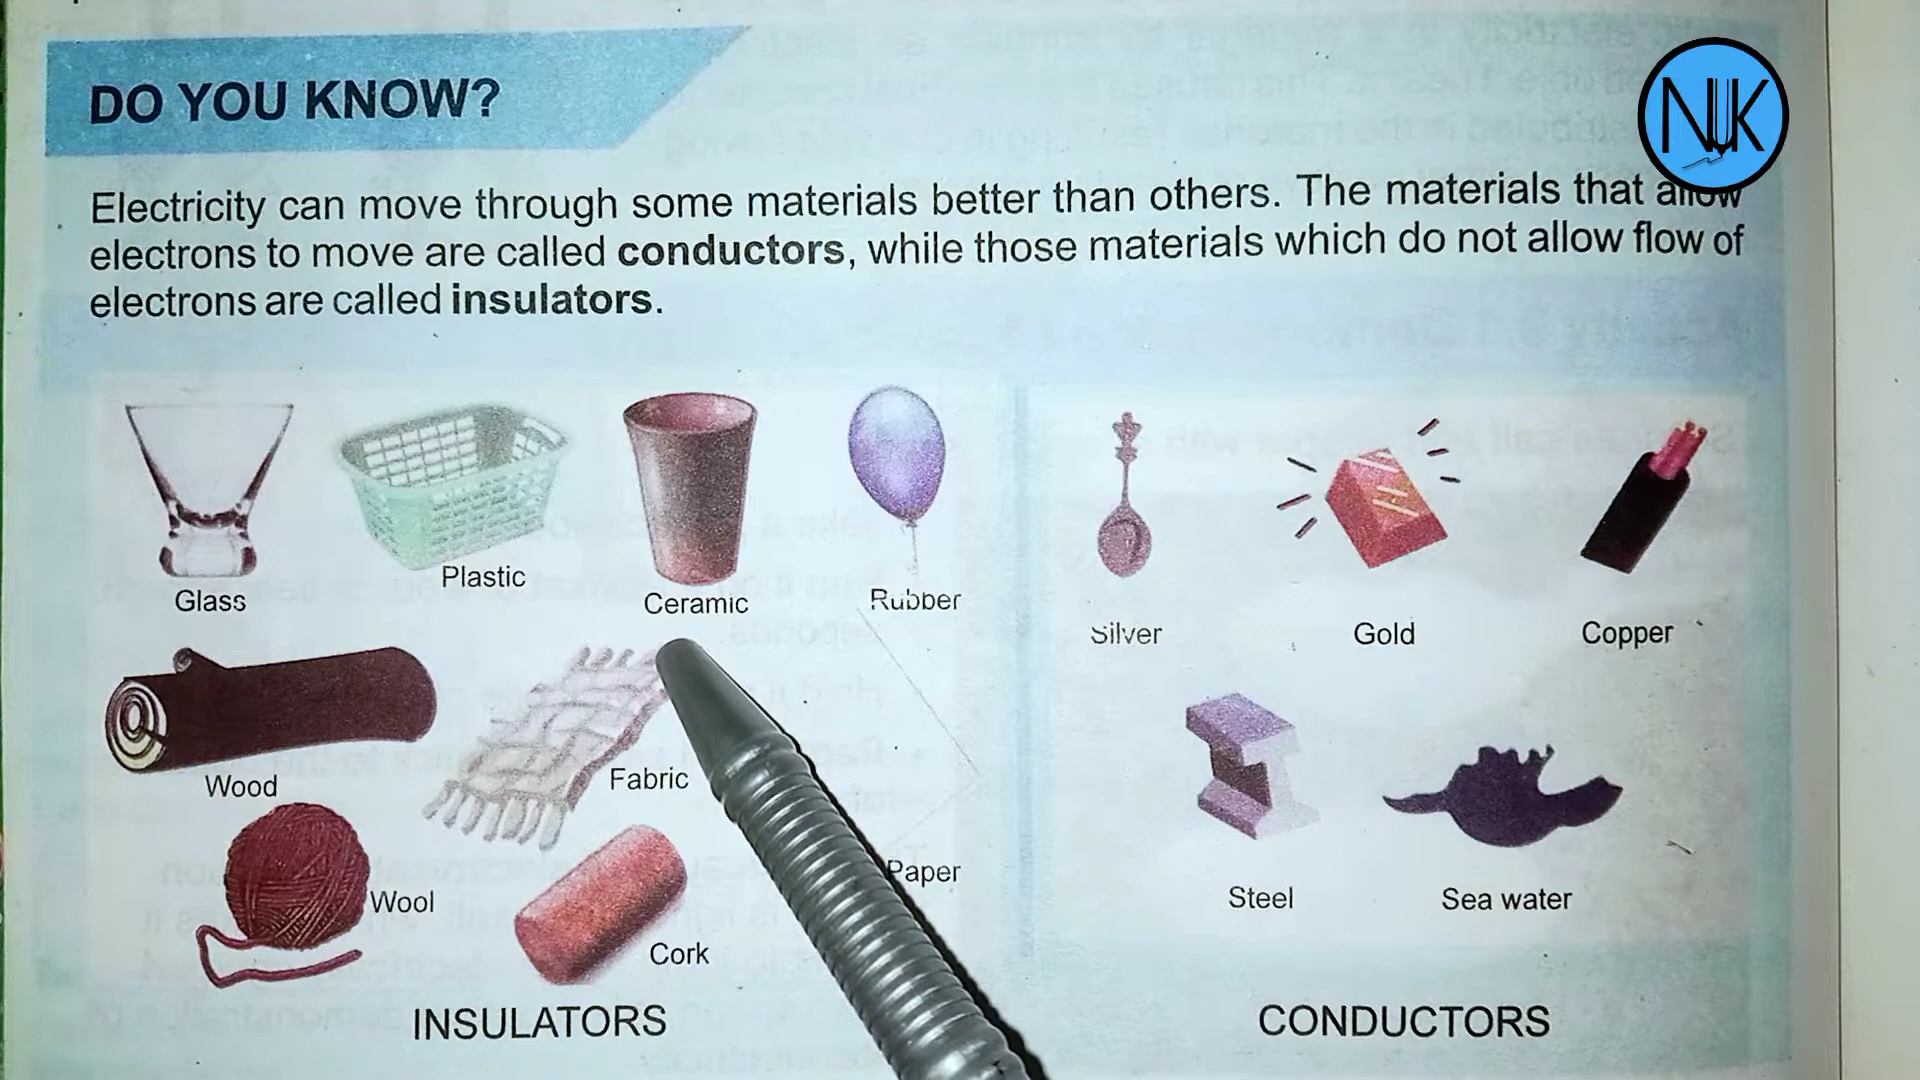 DO YOU KNOW?
NUK
Electricity can move through some materials better than others. The materials that allow
electrons to move are called conductors, while those materials which do not allow flow of
electrons are called insulators.
Glass
Plastic
Ceramic
Rubber
Silver
Gold
Copper
Wood
Fabric
Wool
Cork
Paper
Steel
Sea water
INSULATORS
CONDUCTORS